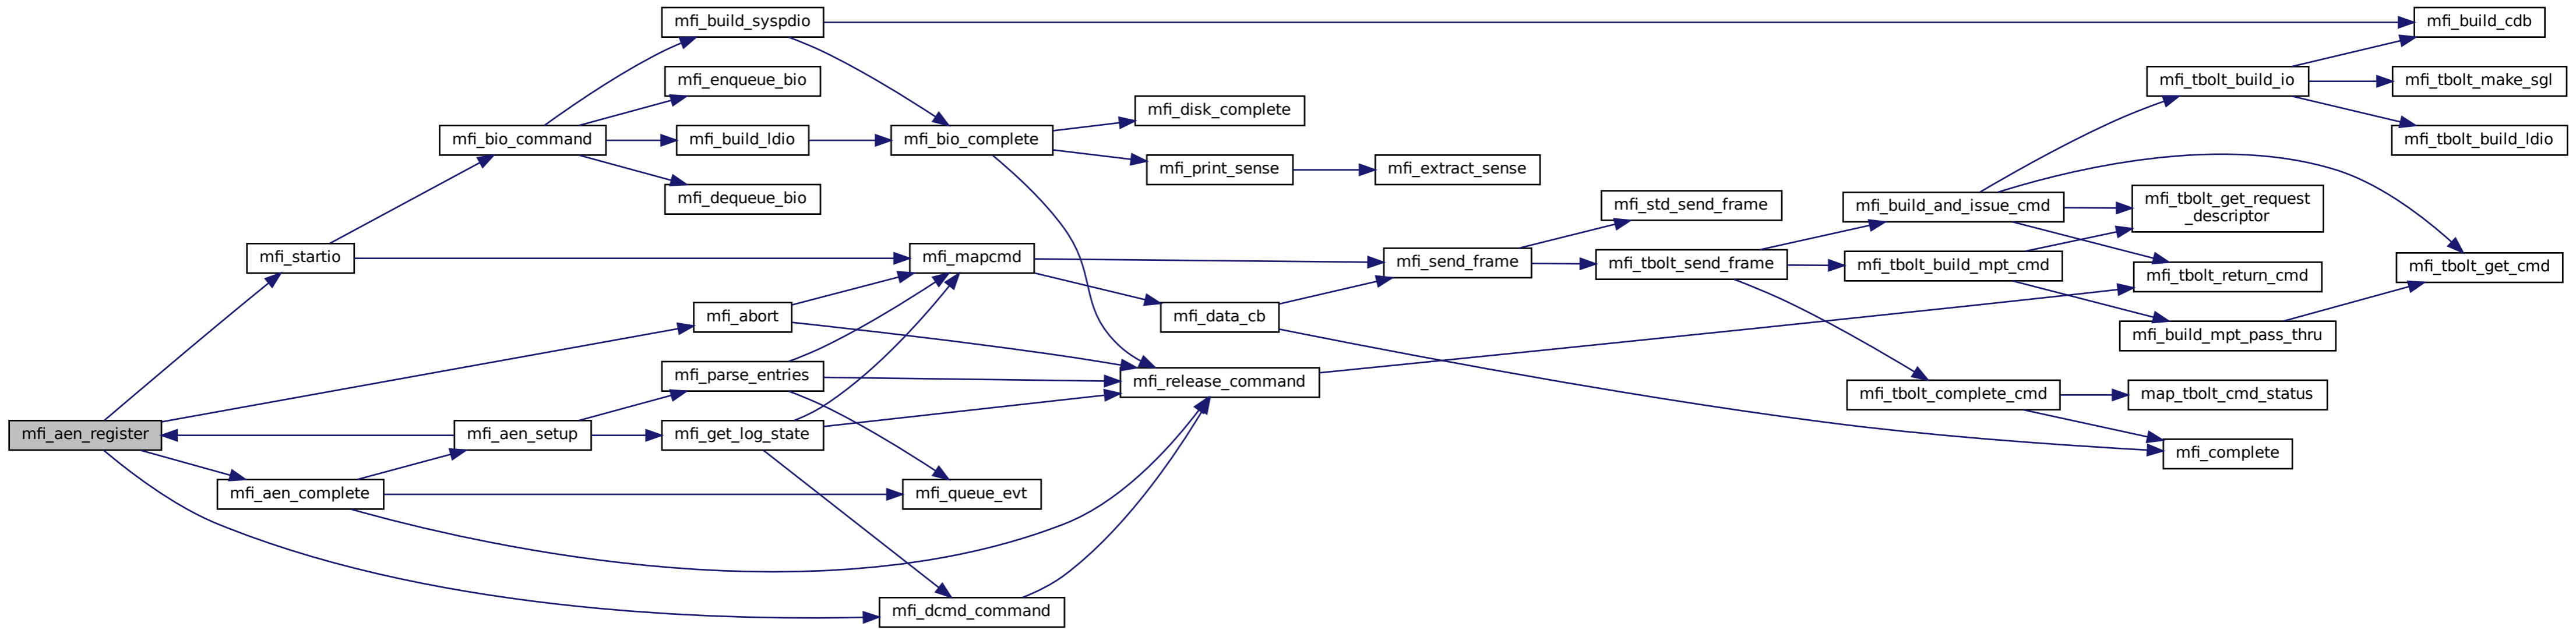 mfi_build_syspdio
mfi_build_cdb
mfi_enqueue_bio
mfi_tbolt_build_io
mfi_tbolt_make_sgl
mfi_disk_complete
mfi_bio_command
mfi_build_ldio
mfi_bio_complete
mfi_tbolt_build_ldio
mfi_print_sense
mfi_extract_sense
mfi_dequeue_bio
mfi_std_send_frame
mfi_build_and_issue_cmd
mfi_tbolt_get_request
_descriptor
mfi_startio
mfi_mapcmd
mfi_send_frame
mfi_tbolt_send_frame
mfi_tbolt_build_mpt_cmd
mfi_tbolt_return_cmd
mfi_tbolt_get_cmd
mfi_abort
mfi_data_cb
mfi_build_mpt_pass_thru
mfi_parse_entries
mfi_release_command
mfi_tbolt_complete_cmd
map_tbolt_cmd_status
mfi_aen_register
mfi_aen_setup
mfi_get_log_state
mfi_complete
mfi_aen_complete
mfi_queue_evt
mfi_dcmd_command